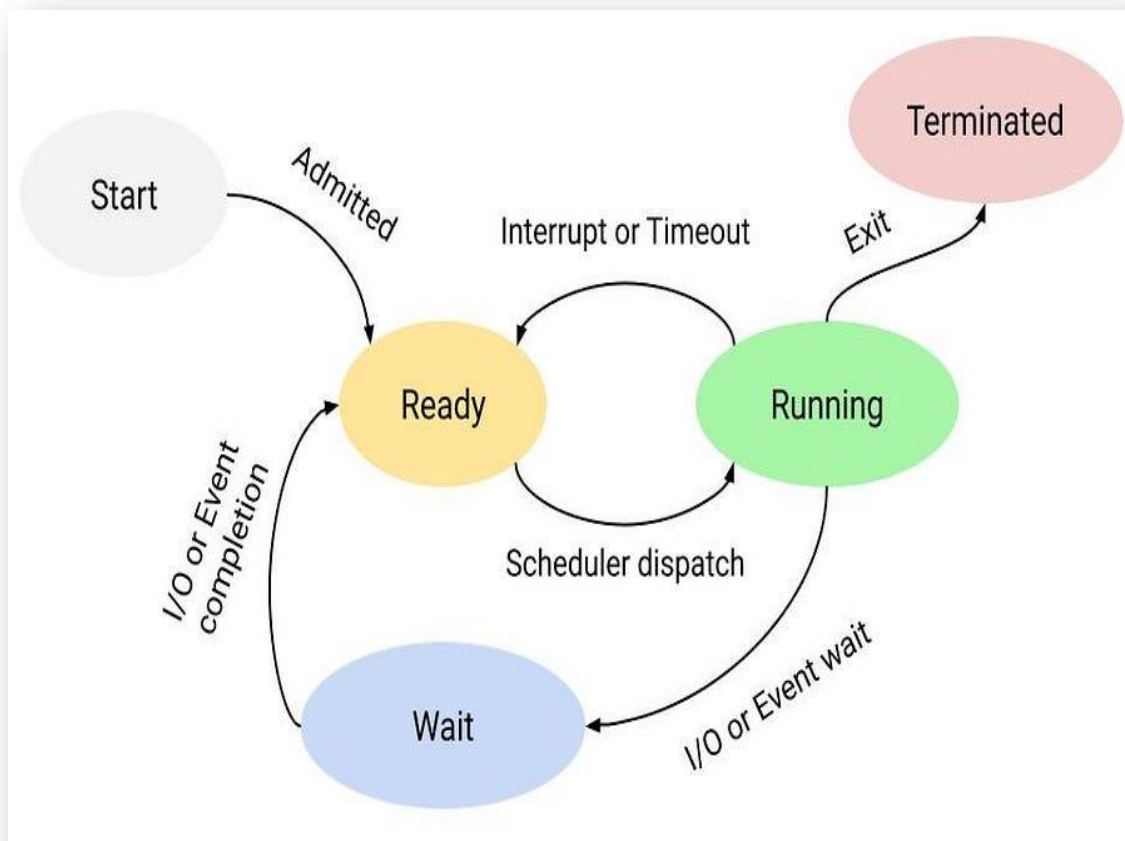 Terminated
Start
Admitted
Interrupt or Timeout
Exit
Ready
Running
I/O or Event
completion
Scheduler dispatch
I/O or Event wait
Wait